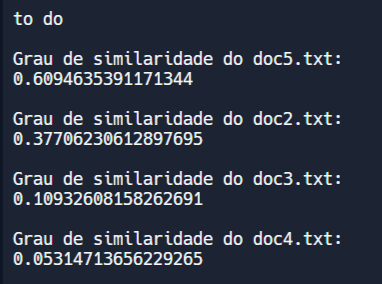 to do
Grau de similaridade do doc5.txt:
0.6094635391171344
Grau de similaridade do doc2.txt:
0.37706230612897695
Grau de similaridade do doc3.txt:
0.10932608158262691
Grau de similaridade do doc4.txt:
0.05314713656229265